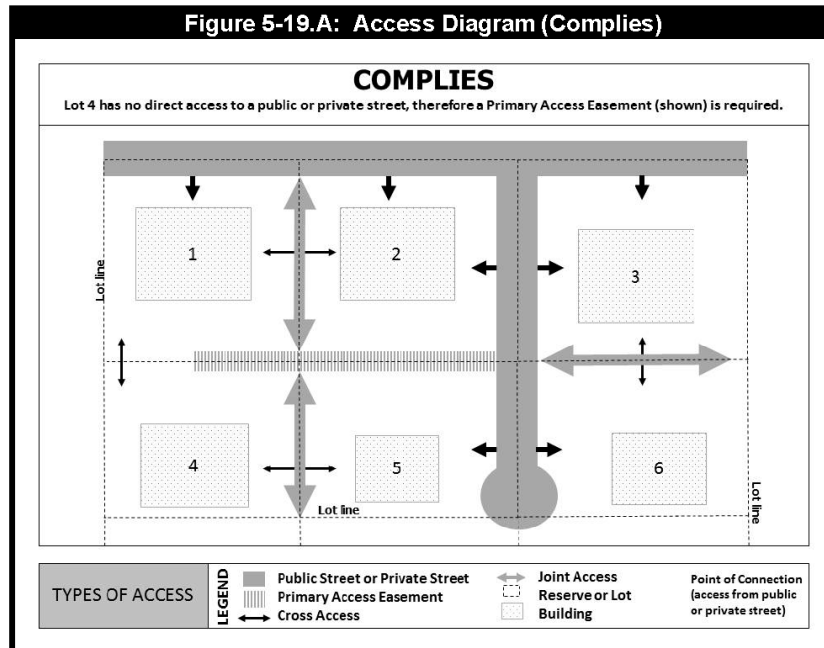 Figure 5-19.A: Access Diagram (Complies)
COMPLIES
Lot 4 has no direct access to a public or private street, therefore a Primary Access Easement (shown) is required.
Lot line
1
2
3
4
5
6
Lot line
Lot line
TYPES OF ACCESS
LEGEND
Public Street or Private Street
Primary Access Easement
Cross Access
Joint Access
Reserve or Lot
Building
Point of Connection
(access from public
or private street)